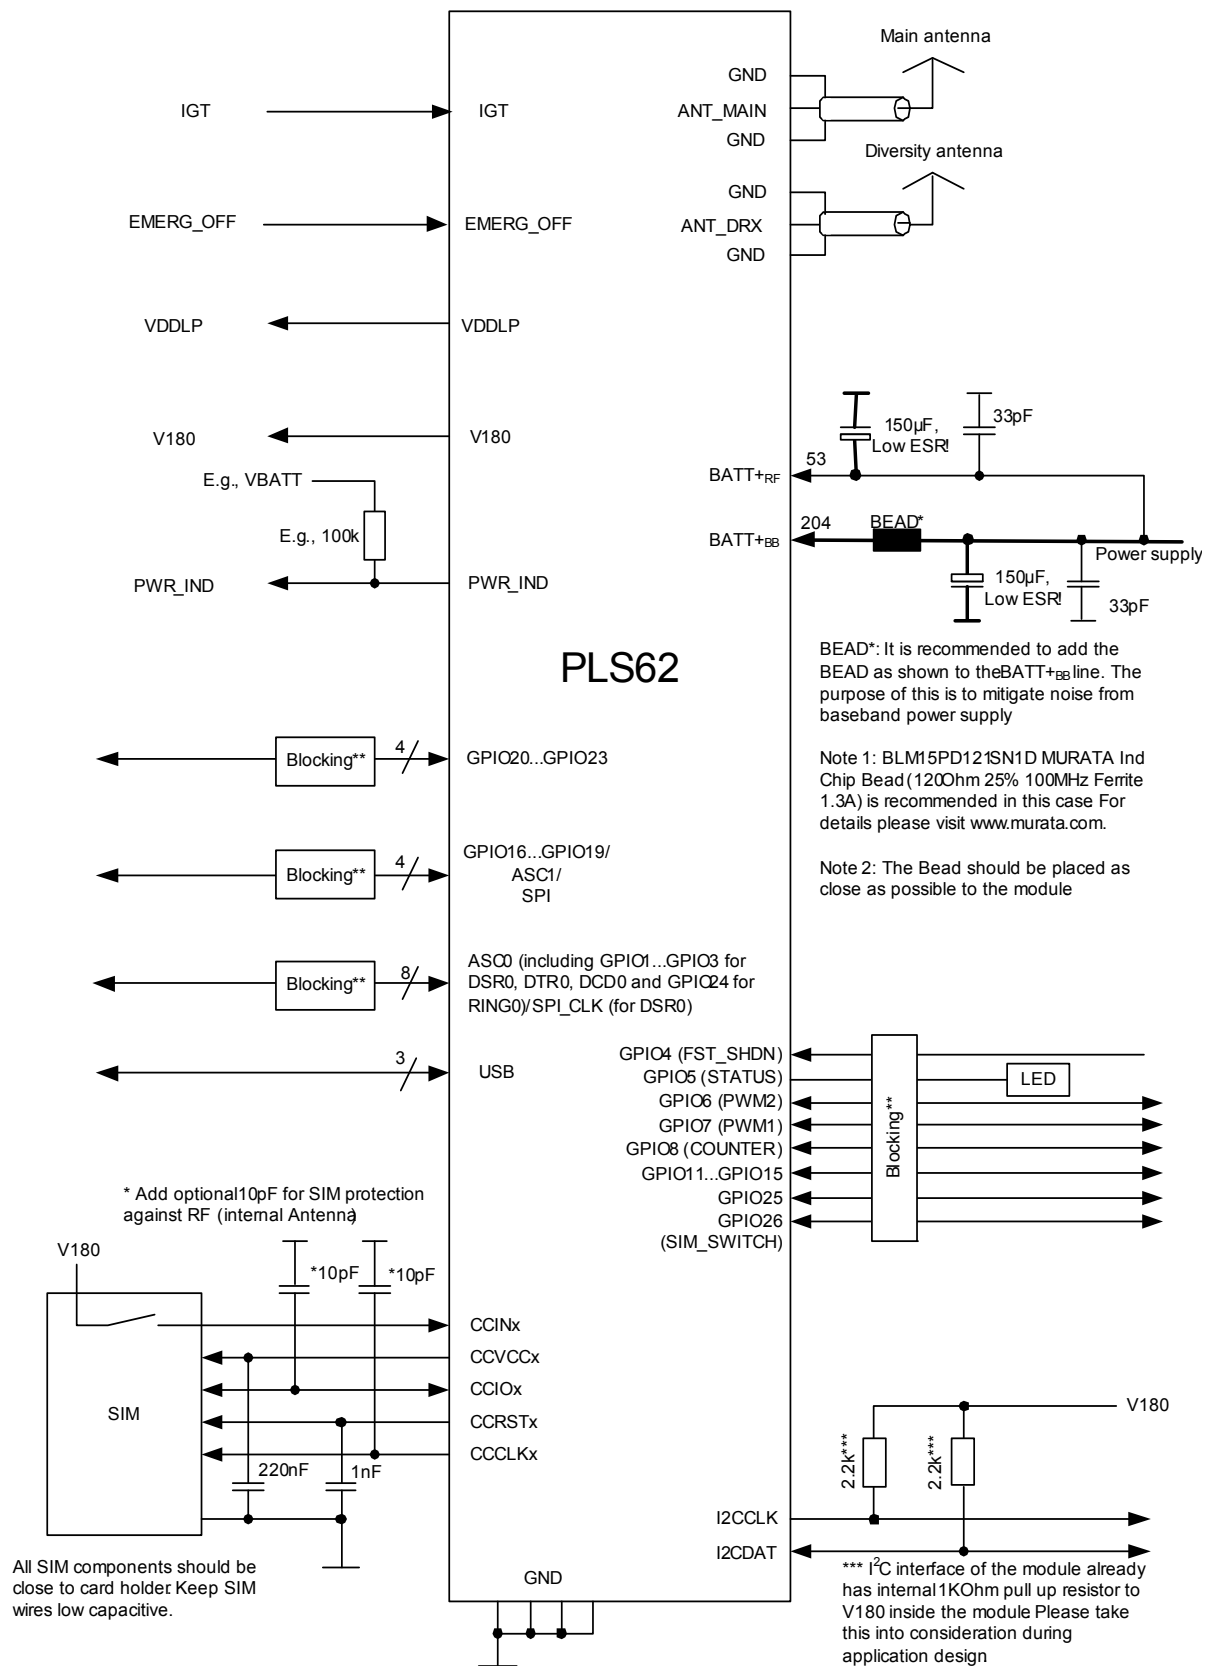 Main antenna
GND
IGT
IGT
ANT_MAIN
GND
Diversity antenna
GND
EMERG_OFF
EMERG_OFF
ANT_DRX
GND
VDDLP
VDDLP
V180
V180
150µF,
Low ESR!
33pF
E.g., VBATT
53
BATT+RF
E.g., 100k
204
BEAD*
BATT+BB
Power supply
PWR_IND
PWR_IND
150µF,
Low ESR!
33pF
PLS62
BEAD*: It is recommended to add the
BEAD as shown to theBATT+BB line. The
purpose of this is to mitigate noise from
baseband power supply
Note 1: BLM15PD121SN1D MURATA Ind
Chip Bead (120Ohm 25% 100MHz Ferrite
1.3A) is recommended in this case. For
details please visit www.murata.com.
Note 2: The Bead should be placed as
close as possible to the module
Blocking**
4
GPIO20...GPIO23
Blocking**
4
GPIO16...GPIO19/
ASC1/
SPI
Blocking**
8
ASC0 (including GPIO1...GPIO3 for
DSR0, DTR0, DCD0 and GPIO24 for
RING0)/SPI_CLK (for DSR0)
3
USB
GPIO4 (FST_SHDN)
GPIO5 (STATUS)
LED
GPIO6 (PWM2)
GPIO7 (PWM1)
GPIO8 (COUNTER)
GPIO11...GPIO15
GPIO25
GPIO26
(SIM_SWITCH)
Blocking**
* Add optional10pF for SIM protection
against RF (internal Antenna)
V180
*10pF
*10pF
CCINx
CCVCCx
CCIOx
SIM
CCRSTx
CCCLKx
220nF
1nF
V180
2.2k***
2.2k***
I2CCLK
I2CDAT
All SIM components should be
close to card holder. Keep SIM
wires low capacitive.
GND
*** I²C interface of the module already
has internal 1KOhm pull up resistor to
V180 inside the module. Please take
this into consideration during
application design